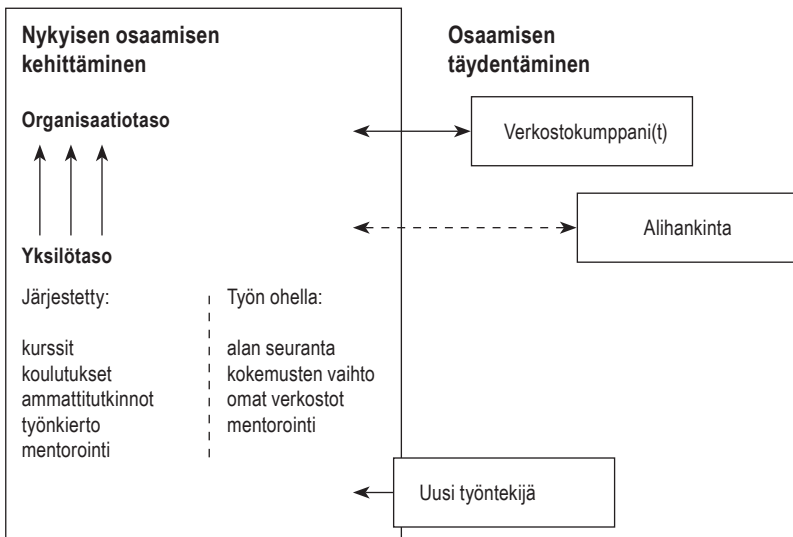 Nykyisen osaamisen
kehittäminen
Osaamisen
täydentäminen
Organisaatiotaso
Verkostokumppani(t)
Alihankinta
Yksilötaso
Järjestetty:
kurssit
koulutukset
ammattitutkinnot
työnkierto
mentorointi
Työn ohella:
alan seuranta
kokemusten vaihto
omat verkostot
mentorointi
Uusi työntekijä